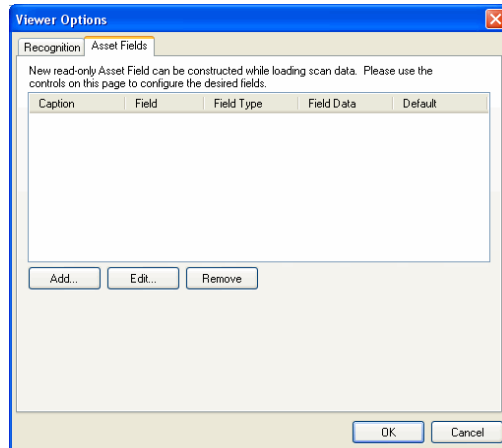 Viewer Options
Recognition Asset Fields
New read-only Asset Field can be constructed while loading scan data. Please use the
controls on this page to configure the desired fields.
Caption Field Field Type Field Data Default
Add... Edit... Remove
OK Cancel